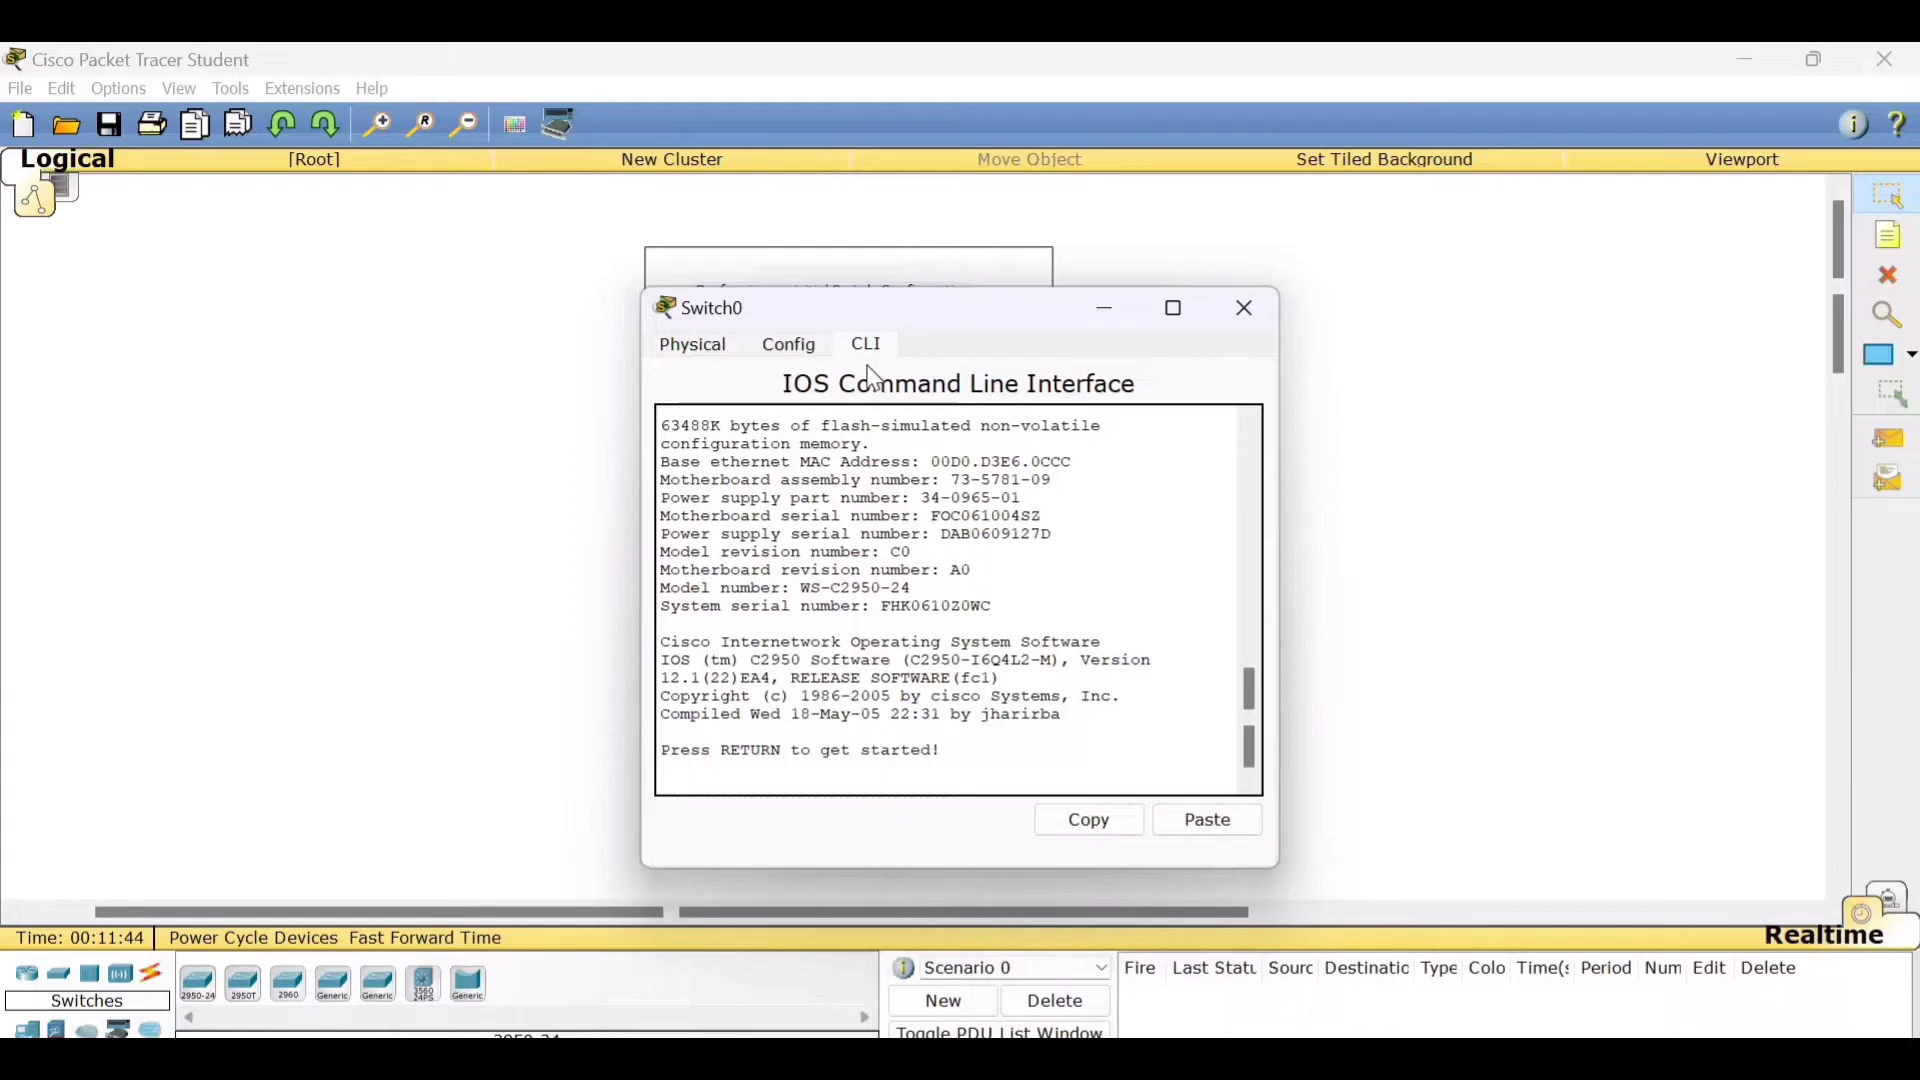 Cisco Packet Tracer Student
File Edit Options View Tools Extensions Help
Logical [Root] New Cluster Move Object Set Tiled Background Viewport
Switch0
Physical Config CLI
IOS Command Line Interface
63488K bytes of flash-simulated non-volatile
configuration memory.
Base ethernet MAC Address: 00D0.D3E6.0CCC
Motherboard assembly number: 73-5781-09
Power supply part number: 34-0965-01
Motherboard serial number: FOC061004SZ
Power supply serial number: DAB0609127D
Model revision number: C0
Motherboard revision number: A0
Model number: WS-C2950-24
System serial number: FHK0610Z0WC
Cisco Internetwork Operating System Software
IOS (tm) C2950 Software (C2950-I6Q4L2-M), Version
12.1(22)EA4, RELEASE SOFTWARE(fc1)
Copyright (c) 1986-2005 by cisco Systems, Inc.
Compiled Wed 18-May-05 22:31 by jharirba
Press RETURN to get started!
Copy Paste
Time: 00:11:44 Power Cycle Devices Fast Forward Time Realtime
Scenario 0 Fire Last Statu Sourc Destinatic Type Colo Time(s Period Num Edit Delete
2950-24 2950T 2960 Generic Generic 3560 24PS Generic
Switches New Delete
Toggle PDU List Window
2950-24